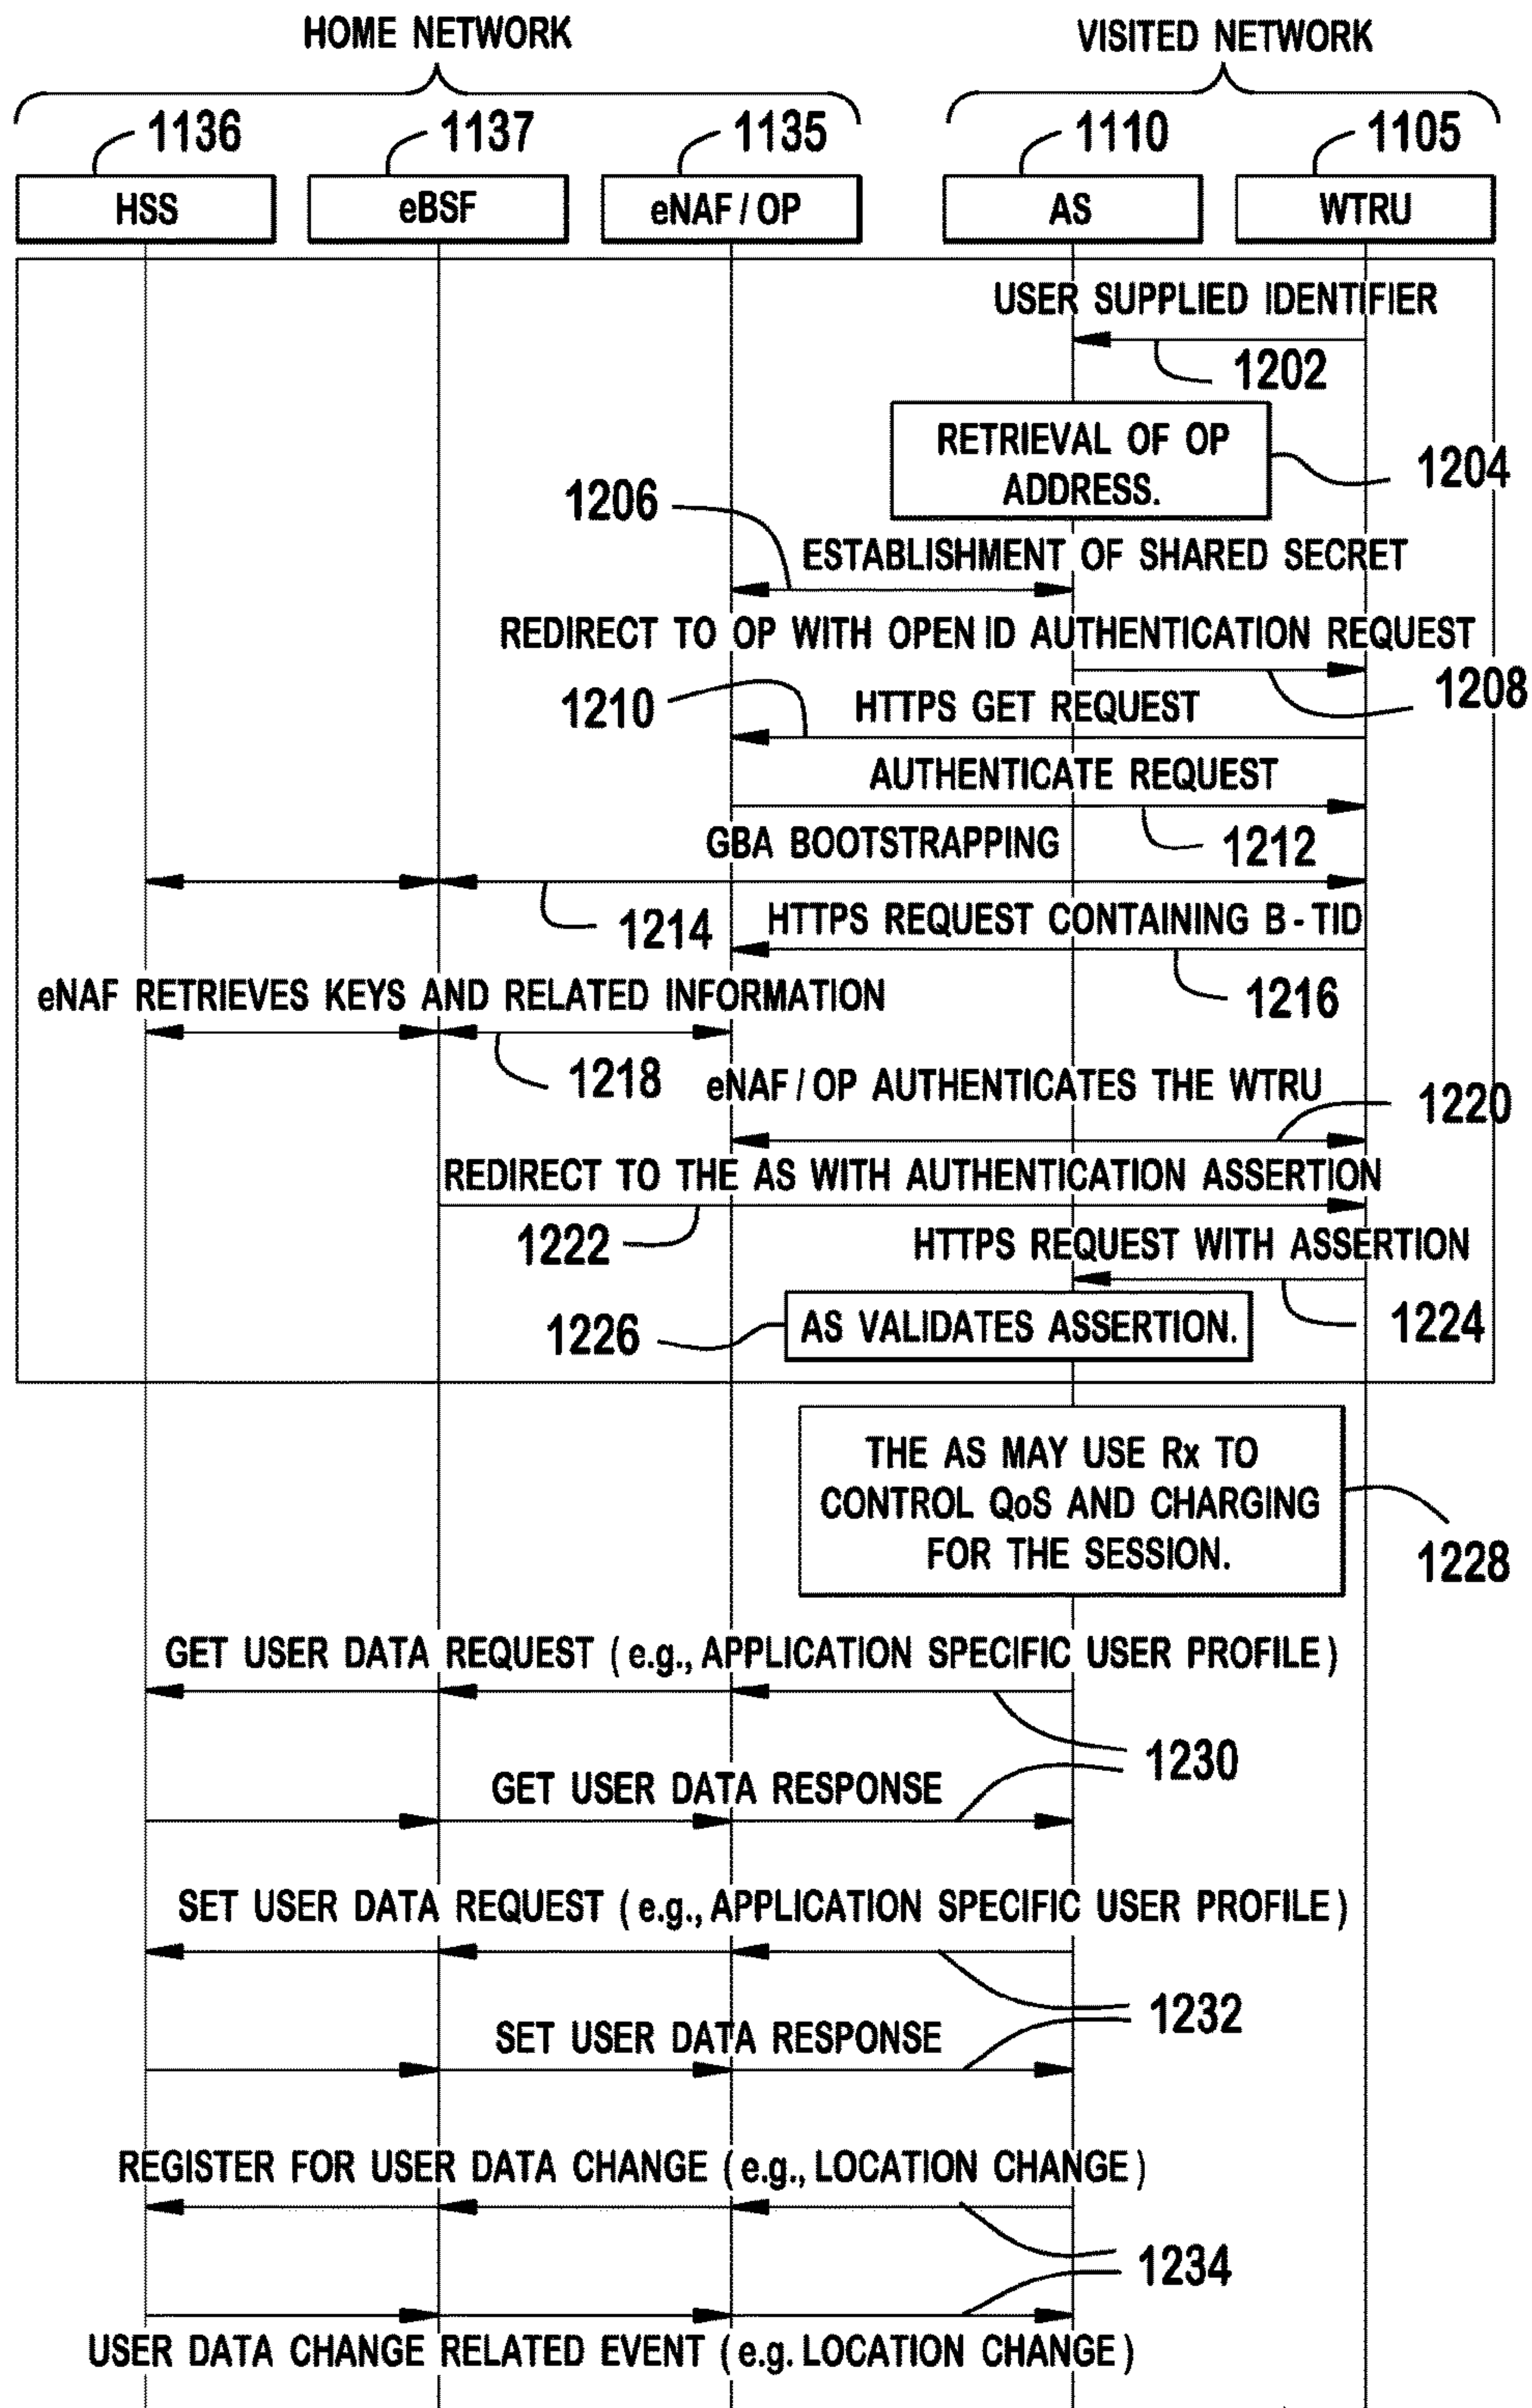 HOME NETWORK
VISITED NETWORK
1136
1137
1135
1110
1105
HSS
eBSF
eNAF / OP
AS
WTRU
USER SUPPLIED IDENTIFIER
1202
RETRIEVAL OF OP
ADDRESS.
1204
1206
ESTABLISHMENT OF SHARED SECRET
REDIRECT TO OP WITH OPEN ID AUTHENTICATION REQUEST
1208
1210
HTTPS GET REQUEST
AUTHENTICATE REQUEST
1212
GBA BOOTSTRAPPING
1214
HTTPS REQUEST CONTAINING B - TID
1216
eNAF RETRIEVES KEYS AND RELATED INFORMATION
1218
eNAF / OP AUTHENTICATES THE WTRU
1220
REDIRECT TO THE AS WITH AUTHENTICATION ASSERTION
1222
HTTPS REQUEST WITH ASSERTION
1224
1226
AS VALIDATES ASSERTION.
THE AS MAY USE Rx TO
CONTROL QoS AND CHARGING
FOR THE SESSION.
1228
GET USER DATA REQUEST ( e.g., APPLICATION SPECIFIC USER PROFILE )
1230
GET USER DATA RESPONSE
SET USER DATA REQUEST ( e.g., APPLICATION SPECIFIC USER PROFILE )
1232
SET USER DATA RESPONSE
REGISTER FOR USER DATA CHANGE ( e.g., LOCATION CHANGE )
1234
USER DATA CHANGE RELATED EVENT ( e.g. LOCATION CHANGE )